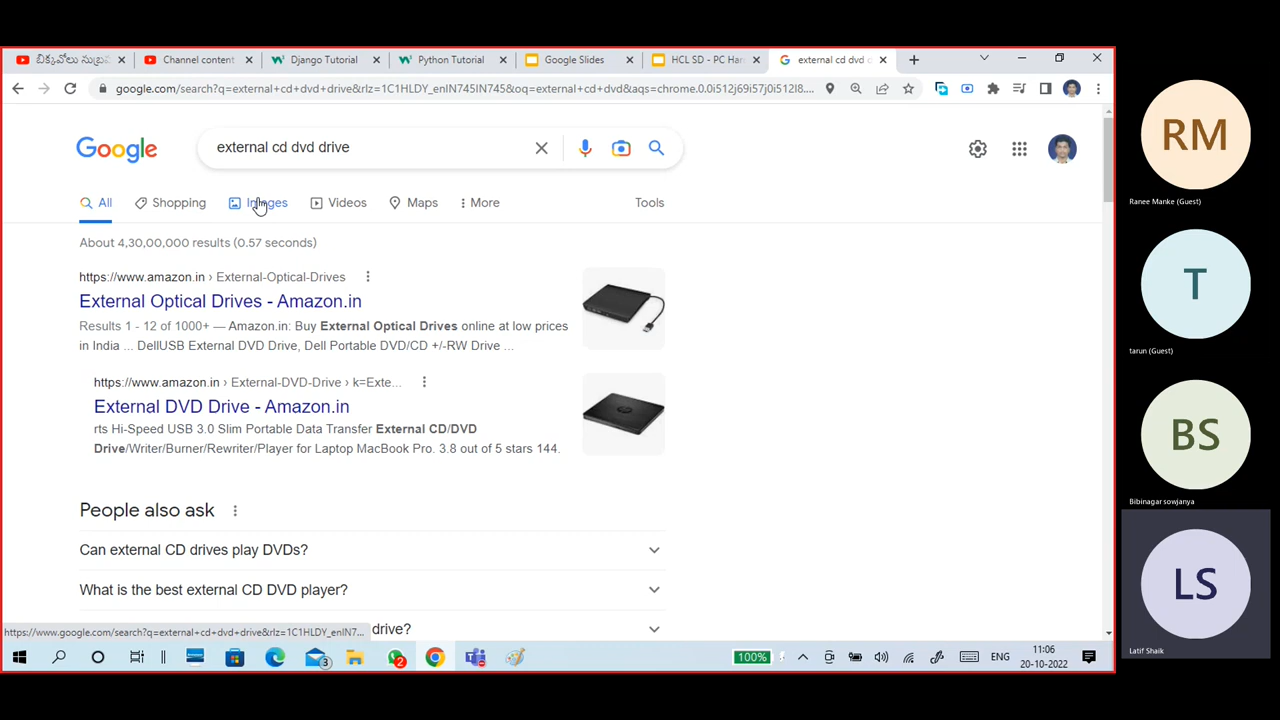 బిక్కవోలు సుబ్రమ
Channel content
Django Tutorial
Python Tutorial
Google Slides
HCL SD - PC Har
external cd dvd d
google.com/search?q=external+cd+dvd+drive&rlz=1C1HLDY_enIN745IN745&oq=external+cd+dvd&aqs=chrome.0.0i512j69i57j0i512l8....
Google
external cd dvd drive
All
Shopping
Images
Videos
Maps
More
Tools
About 4,30,00,000 results (0.57 seconds)
https://www.amazon.in › External-Optical-Drives
External Optical Drives - Amazon.in
Results 1 - 12 of 1000+ — Amazon.in: Buy External Optical Drives online at low prices
in India ... DellUSB External DVD Drive, Dell Portable DVD/CD +/-RW Drive ...
https://www.amazon.in › External-DVD-Drive › k=Exte...
External DVD Drive - Amazon.in
rts Hi-Speed USB 3.0 Slim Portable Data Transfer External CD/DVD
Drive/Writer/Burner/Rewriter/Player for Laptop MacBook Pro. 3.8 out of 5 stars 144.
People also ask
Can external CD drives play DVDs?
What is the best external CD DVD player?
drive?
https://www.google.com/search?q=external+cd+dvd+drive&rlz=1C1HLDY_enIN7...
3
2
100%
ENG
11:06
20-10-2022
RM
Ranee Manke (Guest)
T
tarun (Guest)
BS
Bibinagar sowjanya
LS
Latif Shaik